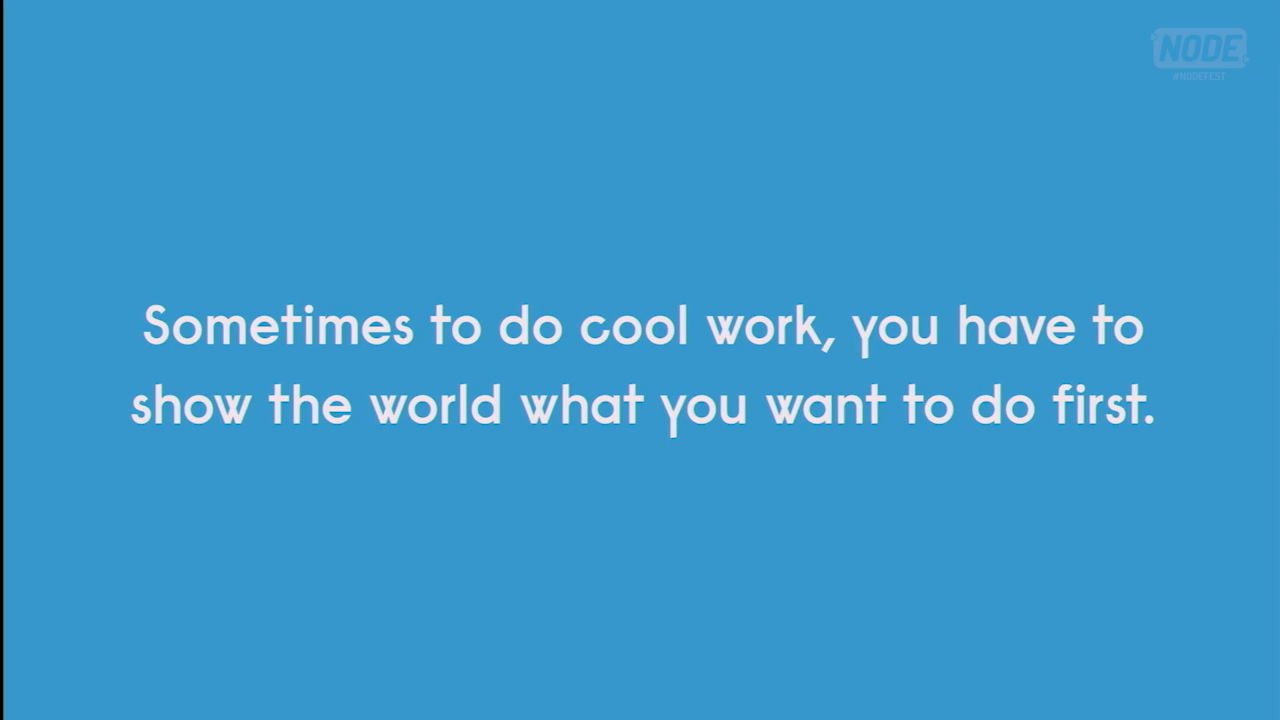 NODE
#NODEFEST
Sometimes to do cool work, you have to
show the world what you want to do first.